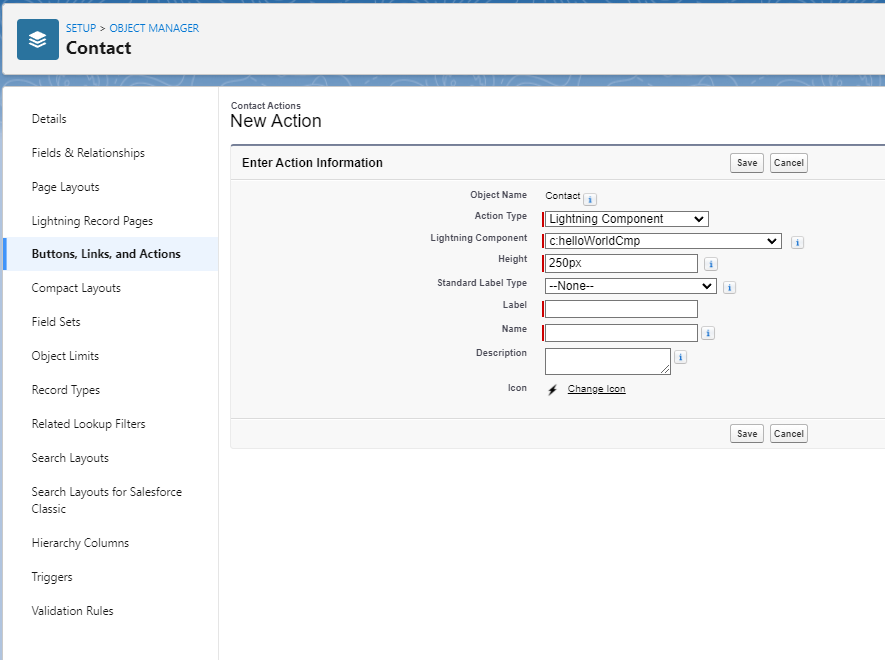 SETUP > OBJECT MANAGER
Contact
Details
Fields & Relationships
Page Layouts
Lightning Record Pages
Buttons, Links, and Actions
Compact Layouts
Field Sets
Object Limits
Record Types
Related Lookup Filters
Search Layouts
Search Layouts for Salesforce
Classic
Hierarchy Columns
Triggers
Validation Rules
Contact Actions
New Action
Enter Action Information Save Cancel
Object Name Contact i
Action Type Lightning Component
Lightning Component c:helloWorldCmp i
Height 250px i
Standard Label Type --None-- i
Label
Name i
Description i
Icon Change Icon
Save Cancel